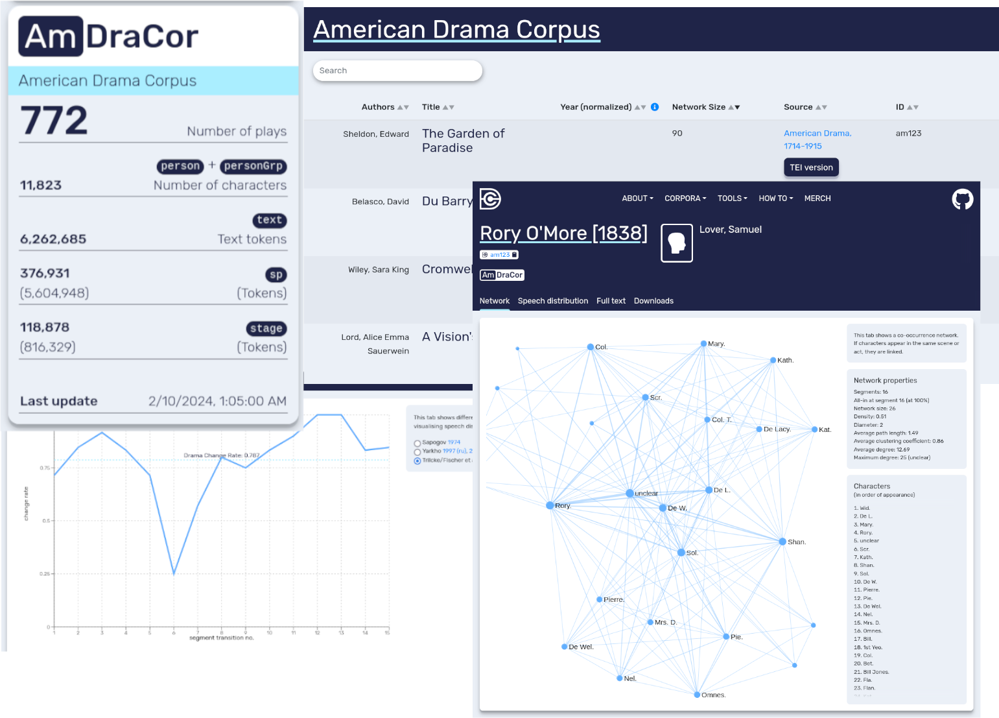 AmDraCor
American Drama Corpus
772
Number of plays
person + personGrp
11,823 Number of characters
text
6,262,685 Text tokens
376,931 sp
(5,604,948) (Tokens)
118,878 stage
(816,329) (Tokens)
Last update 2/10/2024, 1:05:00 AM
American Drama Corpus
Search
Authors Title Year (normalized) Network Size Source ID
Sheldon, Edward The Garden of Paradise 90 American Drama, 1714-1915 am123
TEI version
Belasco, David Du Barry
Wiley, Sara King
Lord, Alice Emma
Sauerwein
A Vision's
ABOUT CORPORA TOOLS HOW TO MERCH
Rory O'More [1838]
Lover, Samuel
am123
AmDraCor
Network Speech distribution Full text Downloads
Col.
Mary.
Kath.
Scr.
Col. T.
De Lacy.
Kat.
De L.
unclear
Rory.
De W.
Shan.
Sol.
Pierre.
Mrs. D.
Pie.
De Wel.
Nel.
Omnes.
This tab shows a co-occurrence network.
If characters appear in the same scene or
act, they are linked.
Network properties
Segments: 16
All-in at segment 16 (at 100%)
Network size: 26
Density: 0.51
Diameter: 2
Average path length: 1.49
Average clustering coefficient: 0.86
Average degree: 12.69
Maximum degree: 25 (unclear)
Characters
(in order of appearance)
1. Wid.
2. De L.
3. Mary.
4. Rory.
5. unclear
6. Scr.
7. Kath.
8. Shan.
9. Sol.
10. De W.
11. Pierre.
12. Pie.
13. De Wel.
14. Nel.
15. Mrs. D.
16. Omnes.
17. Bill.
18. 1st Yeo.
19. Col.
20. Bet.
21. Bill Jones.
22. Fla.
23. Flan.
This tab shows
visualising speech
Sapogov 1974
Yarkho 1997 (ru), 2
Trilcke/Fischer et
Drama Change Rate: 0.787
change rate
0.75
0.5
0.25
0
1 2 3 4 5 6 7 8 9 10 11 12 13 14 15
segment transition no.